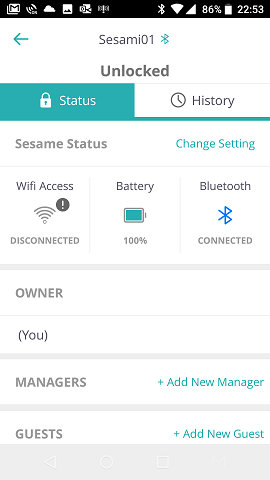 86% 22:53
Sesami01
Unlocked
Status History
Sesame Status Change Setting
Wifi Access Battery Bluetooth
DISCONNECTED 100% CONNECTED
OWNER
(You)
MANAGERS + Add New Manager
GUESTS + Add New Guest